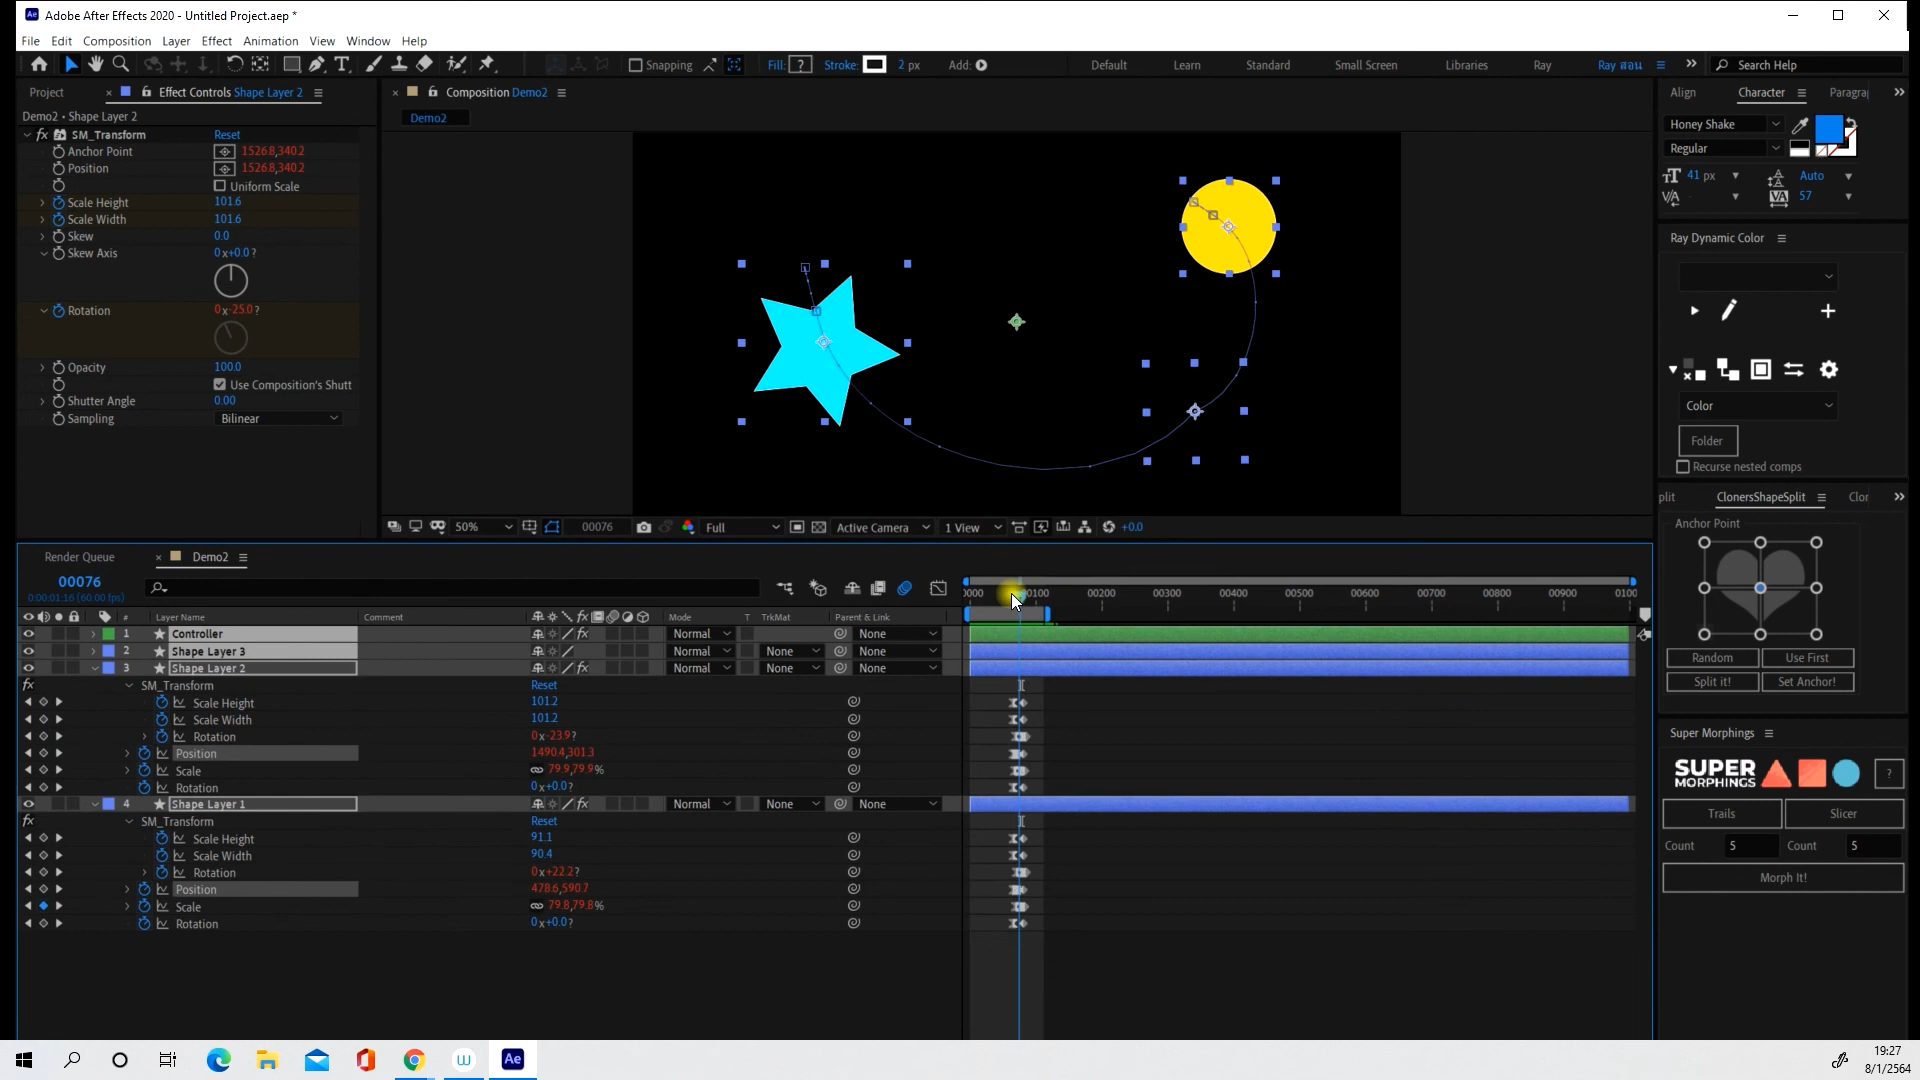 Adobe After Effects 2020 - Untitled Project.aep *
File Edit Composition Layer Effect Animation View Window Help
Snapping Fill: ? Stroke: 2 px Add: Default Learn Standard Small Screen Libraries Ray Ray สอน Search Help
Project Effect Controls Shape Layer 2 Composition Demo2 Align Character Paragra
Demo2 • Shape Layer 2 Demo2
fx SM_Transform Reset
Anchor Point 1526.8,340.2
Position 1526.8,340.2
Uniform Scale
Scale Height 101.6
Scale Width 101.6
Skew 0.0
Skew Axis 0x+0.0?
Rotation 0x-25.0?
Opacity 100.0
Use Composition's Shutt
Shutter Angle 0.00
Sampling Bilinear
Honey Shake
Regular
41 px Auto
57
Ray Dynamic Color
Color
Folder
Recurse nested comps
50% 00076 Full Active Camera 1 View +0.0
plit ClonersShapeSplit Clor
Anchor Point
Random Use First
Split it! Set Anchor!
Super Morphings
SUPER
MORPHINGS ?
Trails Slicer
Count 5 Count 5
Morph It!
Render Queue Demo2
00076
0:00:01:16 (60.00 fps)
0000 00100 00200 00300 00400 00500 00600 00700 00800 00900 0100
# Layer Name Comment Mode T TrkMat Parent & Link
1 Controller fx Normal None
2 Shape Layer 3 Normal None None
3 Shape Layer 2 fx Normal None None
fx SM_Transform Reset
Scale Height 101.2
Scale Width 101.2
Rotation 0x-23.9?
Position 1490.4,301.3
Scale 79.9,79.9%
Rotation 0x+0.0?
4 Shape Layer 1 fx Normal None None
fx SM_Transform Reset
Scale Height 91.1
Scale Width 90.4
Rotation 0x+22.2?
Position 478.6,590.7
Scale 79.8,79.8%
Rotation 0x+0.0?
Ae
19:27
8/1/2564